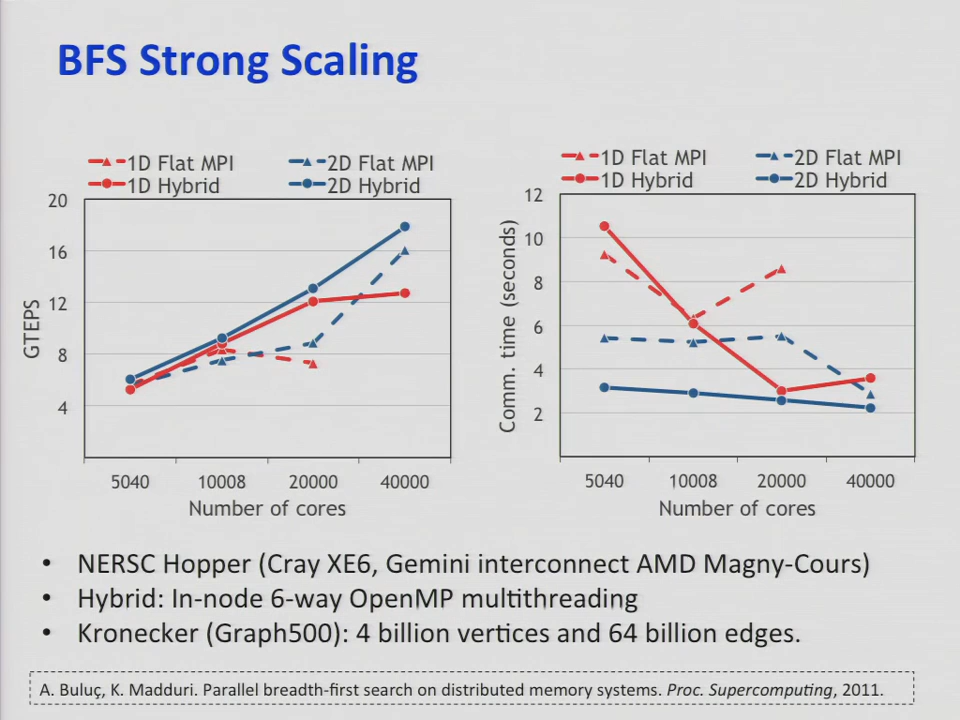 BFS Strong Scaling
1D Flat MPI 2D Flat MPI
1D Hybrid 2D Hybrid
20
16
12
8
4
GTEPS
5040 10008 20000 40000
Number of cores
1D Flat MPI 2D Flat MPI
1D Hybrid 2D Hybrid
12
10
8
6
4
2
Comm. time (seconds)
5040 10008 20000 40000
Number of cores
• NERSC Hopper (Cray XE6, Gemini interconnect AMD Magny-Cours)
• Hybrid: In-node 6-way OpenMP multithreading
• Kronecker (Graph500): 4 billion vertices and 64 billion edges.
A. Buluç, K. Madduri. Parallel breadth-first search on distributed memory systems. Proc. Supercomputing, 2011.